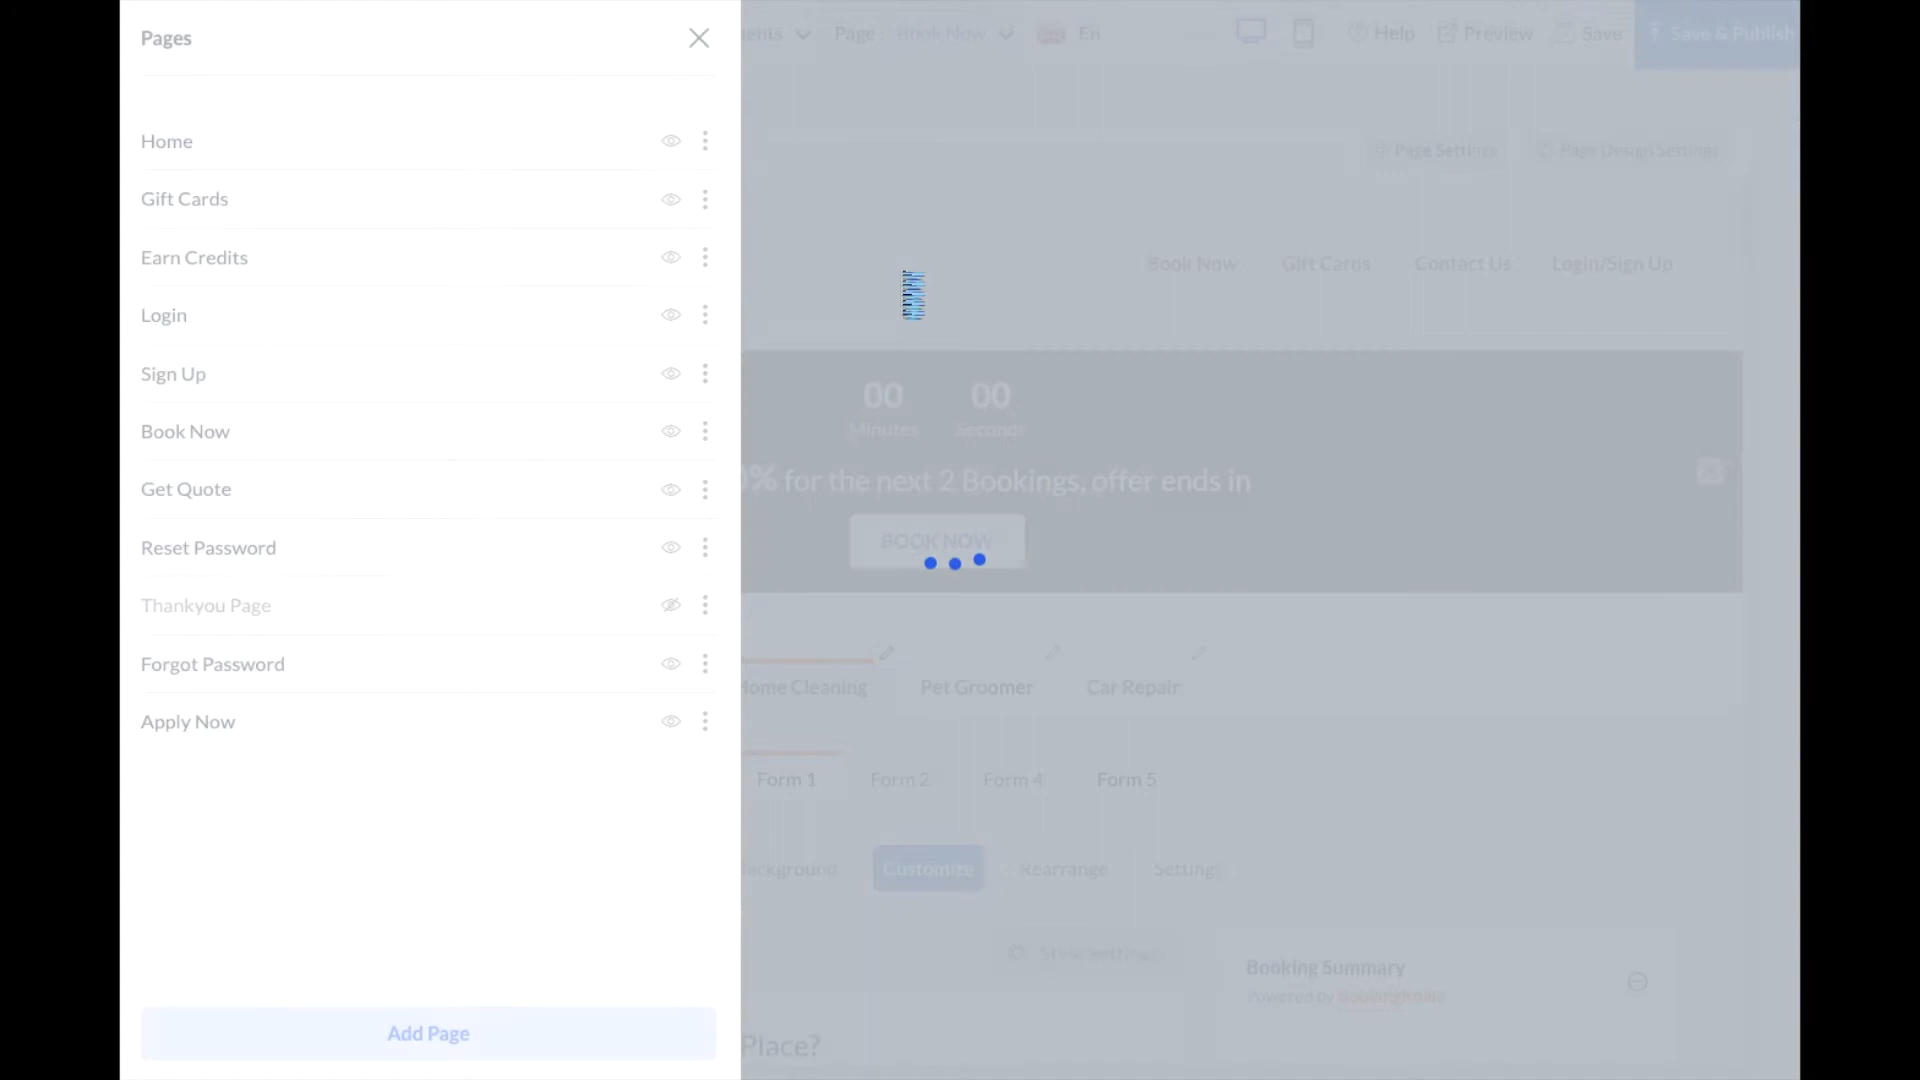 Pages
Home
Gift Cards
Earn Credits
Login
Sign Up
Book Now
Get Quote
Reset Password
Thankyou Page
Forgot Password
Apply Now
Add Page
Page : Book Now
En
Help
Preview
Save
Save & Publish
Page Settings
Page Design Settings
Book Now
Gift Cards
Contact Us
Login/Sign Up
00
00
Minutes
Seconds
% for the next 2 Bookings, offer ends in
BOOK NOW
Home Cleaning
Pet Groomer
Car Repair
Form 1
Form 2
Form 4
Form 5
Customize
Rearrange
Settings
Style Settings
Booking Summary
Powered by BookingKoala
Place?